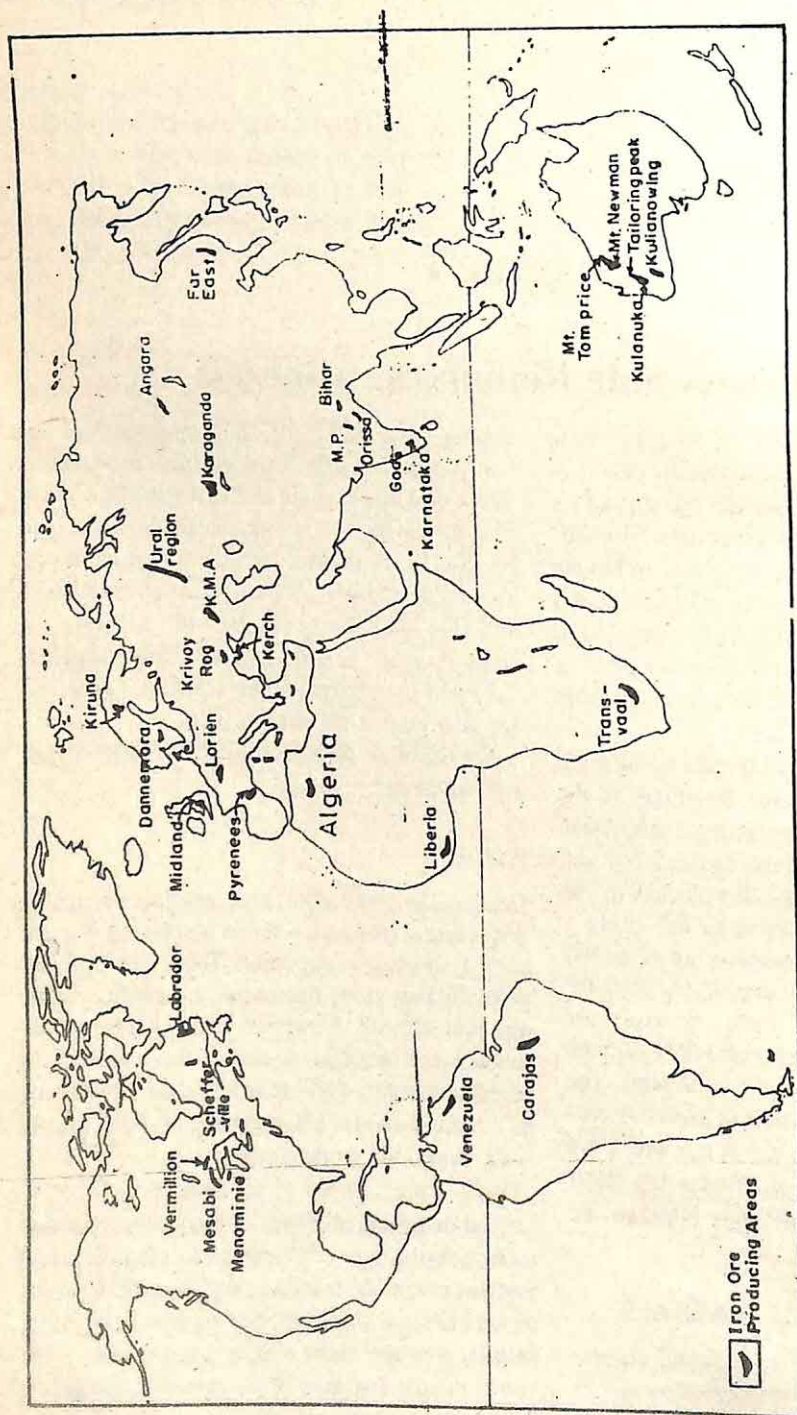 Vermillion
Mesabi
Menaminie
Scheffer
ville
Labrador
Venezuela
Carajas
Kiruna
Dannemora
Midland
Lorien
Pyrenees
Algeria
Liberia
Trans-
vaal
Krivoy
Rog
Kerch
K.M.A
Ural
region
Karaganda
Angara
Far
East
M.P.
Bihar
Orissa
Goa
Karnataka
Mt.
Tom price
Mt. Newman
Tailoringpeak
Kulianowing
Kulanuka
Iron Ore
Producing Areas